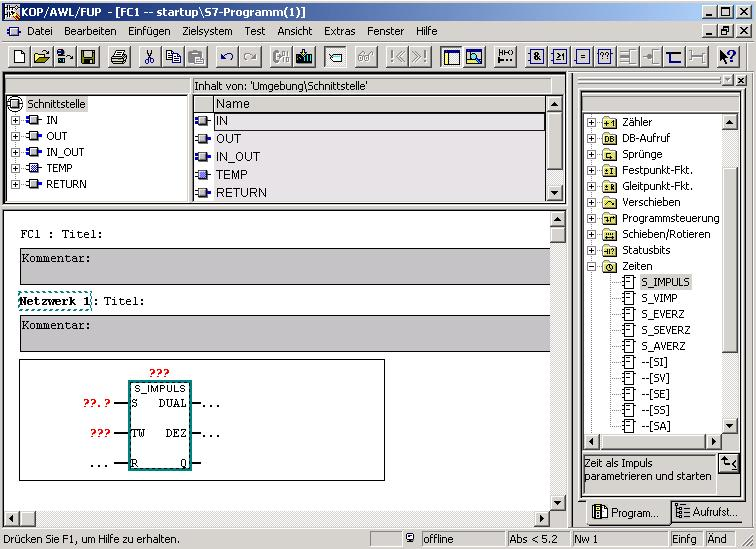 KOP/AWL/FUP - [FC1 -- startup\S7-Programm(1)]
Datei Bearbeiten Einfügen Zielsystem Test Ansicht Extras Fenster Hilfe
Inhalt von: 'Umgebung\Schnittstelle'
Schnittstelle
IN
OUT
IN_OUT
TEMP
RETURN
Name
IN
OUT
IN_OUT
TEMP
RETURN
FC1 : Titel:
Kommentar:
Netzwerk 1: Titel:
Kommentar:
???
S_IMPULS
??.? S DUAL ...
??? TW DEZ ...
... R Q
Zähler
DB-Aufruf
Sprünge
Festpunkt-Fkt.
Gleitpunkt-Fkt.
Verschieben
Programmsteuerung
Schieben/Rotieren
Statusbits
Zeiten
S_IMPULS
S_VIMP
S_EVERZ
S_SEVERZ
S_AVERZ
--[SI]
--[SV]
--[SE]
--[SS]
--[SA]
Zeit als Impuls
parametrieren und starten
Program... Aufrufst...
Drücken Sie F1, um Hilfe zu erhalten. offline Abs < 5.2 Nw 1 Einfg Änd